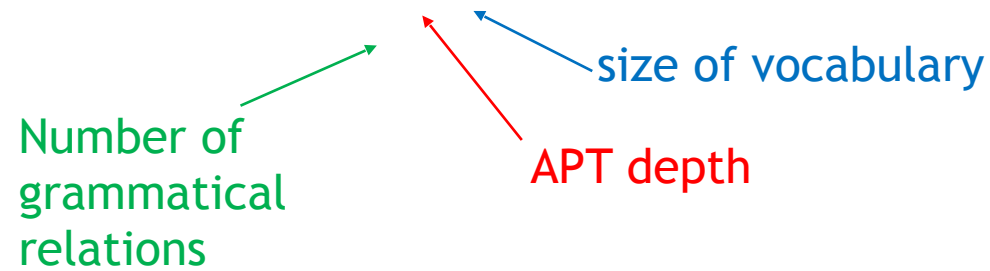 size of vocabulary
Number of
grammatical
relations
APT depth